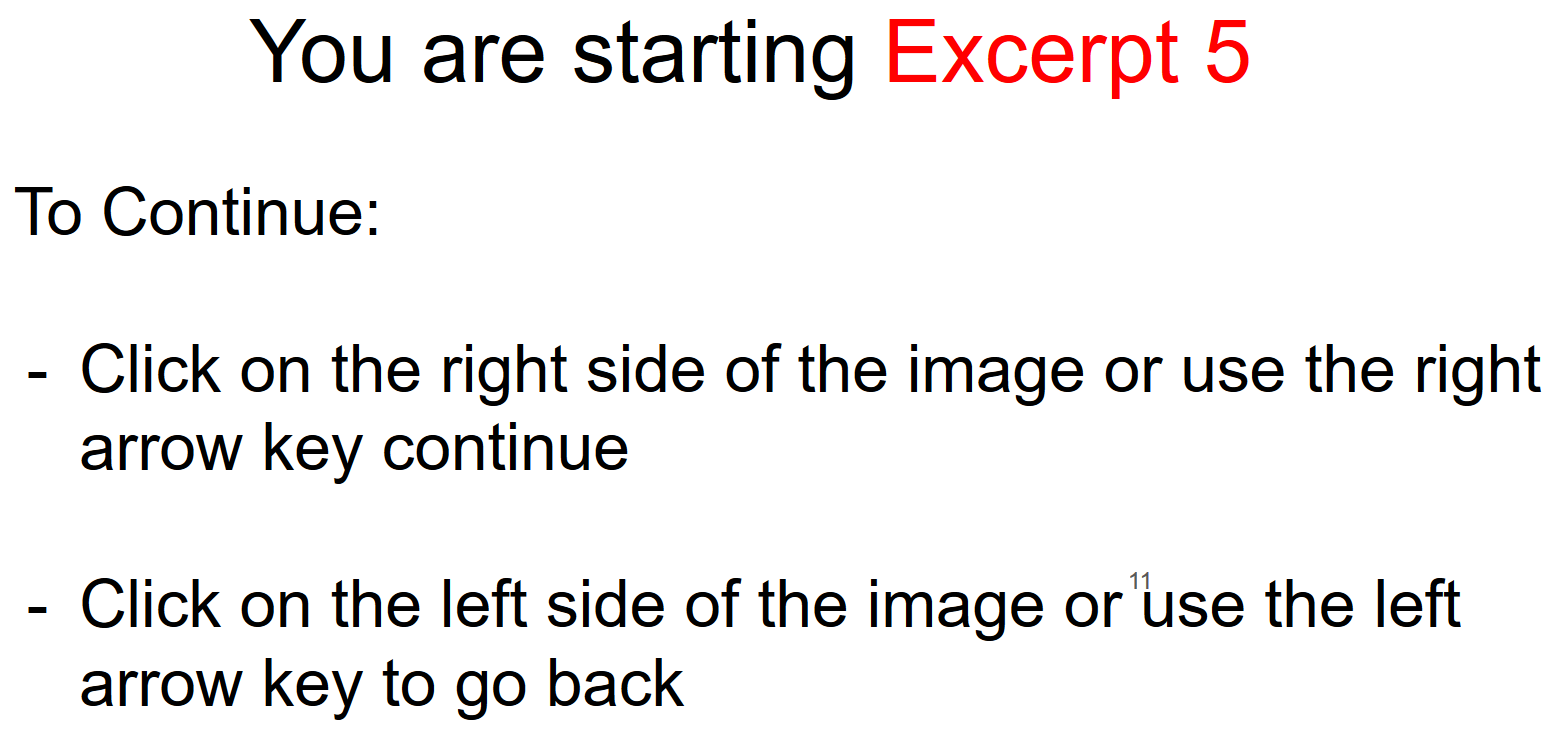 You are starting Excerpt 5
To Continue:
- Click on the right side of the image or use the right
arrow key continue
- Click on the left side of the image or 11 use the left
arrow key to go back